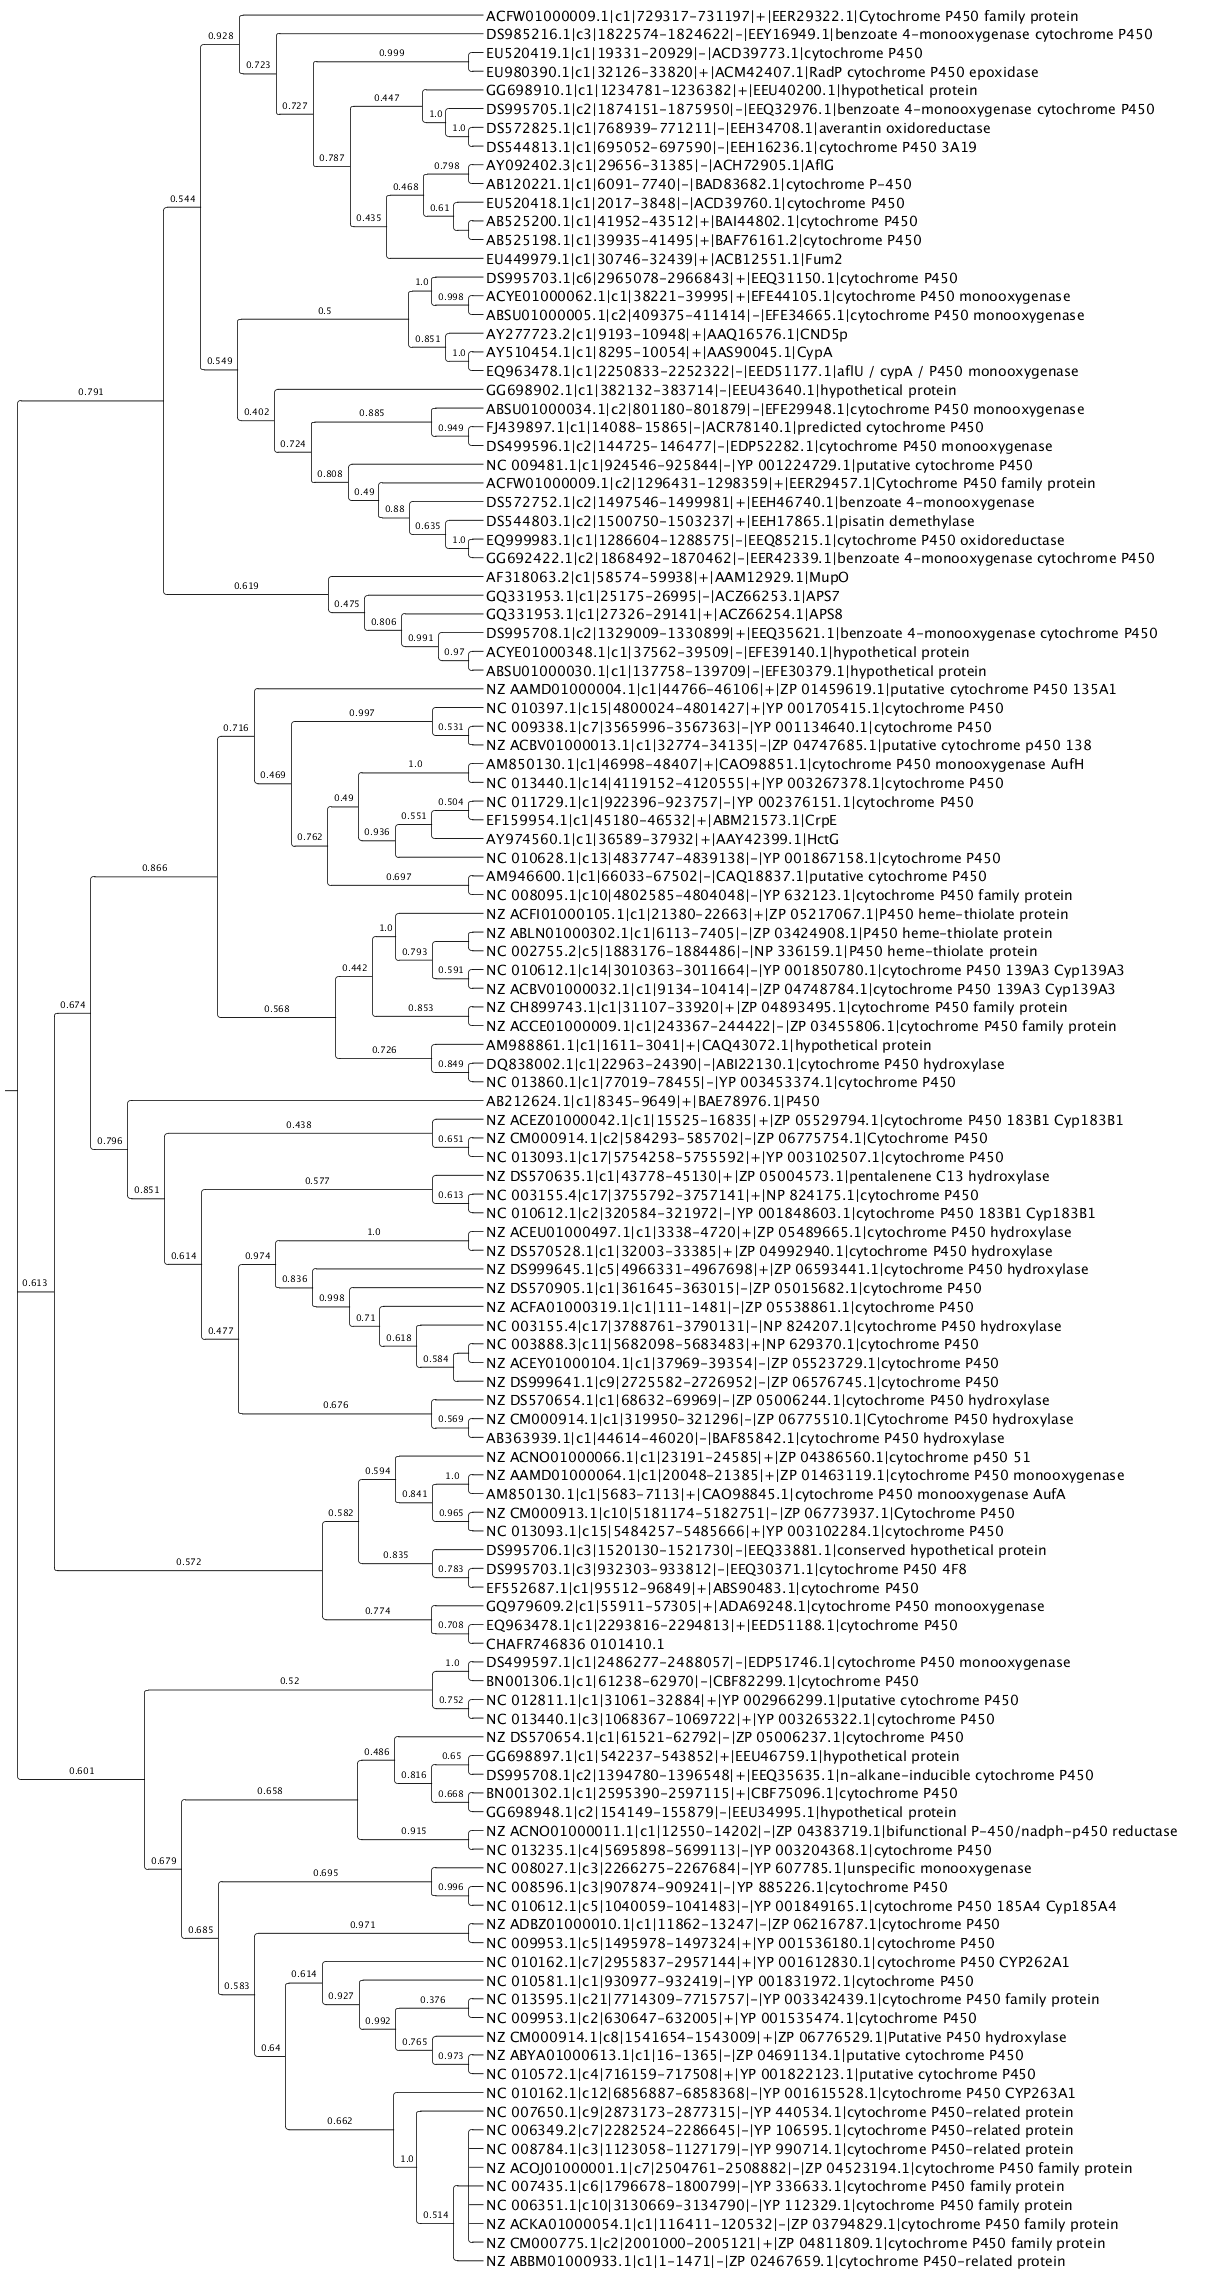 ACFW01000009.1|c1|729317-731197|+|EER29322.1|Cytochrome P450 family protein
0.928
DS985216.1|c3|1822574-1824622|-|EEY16949.1|benzoate 4-monooxygenase cytochrome P450
0.723
EU520419.1|c1|19331-20929|-|ACD39773.1|cytochrome P450
0.999
EU980390.1|c1|32126-33820|+|ACM42407.1|RadP cytochrome P450 epoxidase
0.727
GG698910.1|c1|1234781-1236382|+|EEU40200.1|hypothetical protein
0.447
DS995705.1|c2|1874151-1875950|-|EEQ32976.1|benzoate 4-monooxygenase cytochrome P450
1.0
DS572825.1|c1|768939-771211|-|EEH34708.1|averantin oxidoreductase
1.0
DS544813.1|c1|695052-697590|-|EEH16236.1|cytochrome P450 3A19
0.787
AY092402.3|c1|29656-31385|-|ACH72905.1|AflG
0.798
AB120221.1|c1|6091-7740|-|BAD83682.1|cytochrome P-450
0.468
EU520418.1|c1|2017-3848|-|ACD39760.1|cytochrome P450
0.61
0.544
AB525200.1|c1|41952-43512|+|BAI44802.1|cytochrome P450
0.435
AB525198.1|c1|39935-41495|+|BAF76161.2|cytochrome P450
EU449979.1|c1|30746-32439|+|ACB12551.1|Fum2
DS995703.1|c6|2965078-2966843|+|EEQ31150.1|cytochrome P450
1.0
ACYE01000062.1|c1|38221-39995|+|EFE44105.1|cytochrome P450 monooxygenase
0.998
0.5
ABSU01000005.1|c2|409375-411414|-|EFE34665.1|cytochrome P450 monooxygenase
AY277723.2|c1|9193-10948|+|AAQ16576.1|CND5p
0.851
AY510454.1|c1|8295-10054|+|AAS90045.1|CypA
1.0
0.549
EQ963478.1|c1|2250833-2252322|-|EED51177.1|aflU / cypA / P450 monooxygenase
GG698902.1|c1|382132-383714|-|EEU43640.1|hypothetical protein
0.791
0.402
ABSU01000034.1|c2|801180-801879|-|EFE29948.1|cytochrome P450 monooxygenase
0.885
FJ439897.1|c1|14088-15865|-|ACR78140.1|predicted cytochrome P450
0.949
0.724
DS499596.1|c2|144725-146477|-|EDP52282.1|cytochrome P450 monooxygenase
NC 009481.1|c1|924546-925844|-|YP 001224729.1|putative cytochrome P450
0.808
ACFW01000009.1|c2|1296431-1298359|+|EER29457.1|Cytochrome P450 family protein
0.49
DS572752.1|c2|1497546-1499981|+|EEH46740.1|benzoate 4-monooxygenase
0.88
DS544803.1|c2|1500750-1503237|+|EEH17865.1|pisatin demethylase
0.635
EQ999983.1|c1|1286604-1288575|-|EEQ85215.1|cytochrome P450 oxidoreductase
1.0
GG692422.1|c2|1868492-1870462|-|EER42339.1|benzoate 4-monooxygenase cytochrome P450
AF318063.2|c1|58574-59938|+|AAM12929.1|MupO
0.619
GQ331953.1|c1|25175-26995|-|ACZ66253.1|APS7
0.475
GQ331953.1|c1|27326-29141|+|ACZ66254.1|APS8
0.806
DS995708.1|c2|1329009-1330899|+|EEQ35621.1|benzoate 4-monooxygenase cytochrome P450
0.991
ACYE01000348.1|c1|37562-39509|-|EFE39140.1|hypothetical protein
0.97
ABSU01000030.1|c1|137758-139709|-|EFE30379.1|hypothetical protein
NZ AAMD01000004.1|c1|44766-46106|+|ZP 01459619.1|putative cytochrome P450 135A1
NC 010397.1|c15|4800024-4801427|+|YP 001705415.1|cytochrome P450
0.997
0.716
NC 009338.1|c7|3565996-3567363|-|YP 001134640.1|cytochrome P450
0.531
NZ ACBV01000013.1|c1|32774-34135|-|ZP 04747685.1|putative cytochrome p450 138
AM850130.1|c1|46998-48407|+|CAO98851.1|cytochrome P450 monooxygenase AufH
1.0
0.469
NC 013440.1|c14|4119152-4120555|+|YP 003267378.1|cytochrome P450
0.49
NC 011729.1|c1|922396-923757|-|YP 002376151.1|cytochrome P450
0.504
EF159954.1|c1|45180-46532|+|ABM21573.1|CrpE
0.551
AY974560.1|c1|36589-37932|+|AAY42399.1|HctG
0.936
0.762
NC 010628.1|c13|4837747-4839138|-|YP 001867158.1|cytochrome P450
0.866
AM946600.1|c1|66033-67502|-|CAQ18837.1|putative cytochrome P450
0.697
NC 008095.1|c10|4802585-4804048|-|YP 632123.1|cytochrome P450 family protein
NZ ACFI01000105.1|c1|21380-22663|+|ZP 05217067.1|P450 heme-thiolate protein
1.0
NZ ABLN01000302.1|c1|6113-7405|-|ZP 03424908.1|P450 heme-thiolate protein
0.793
NC 002755.2|c5|1883176-1884486|-|NP 336159.1|P450 heme-thiolate protein
0.442
NC 010612.1|c14|3010363-3011664|-|YP 001850780.1|cytochrome P450 139A3 Cyp139A3
0.591
NZ ACBV01000032.1|c1|9134-10414|-|ZP 04748784.1|cytochrome P450 139A3 Cyp139A3
0.674
NZ CH899743.1|c1|31107-33920|+|ZP 04893495.1|cytochrome P450 family protein
0.568
0.853
NZ ACCE01000009.1|c1|243367-244422|-|ZP 03455806.1|cytochrome P450 family protein
AM988861.1|c1|1611-3041|+|CAQ43072.1|hypothetical protein
0.726
DQ838002.1|c1|22963-24390|-|ABI22130.1|cytochrome P450 hydroxylase
0.849
NC 013860.1|c1|77019-78455|-|YP 003453374.1|cytochrome P450
AB212624.1|c1|8345-9649|+|BAE78976.1|P450
NZ ACEZ01000042.1|c1|15525-16835|+|ZP 05529794.1|cytochrome P450 183B1 Cyp183B1
0.438
0.796
NZ CM000914.1|c2|584293-585702|-|ZP 06775754.1|Cytochrome P450
0.651
NC 013093.1|c17|5754258-5755592|+|YP 003102507.1|cytochrome P450
NZ DS570635.1|c1|43778-45130|+|ZP 05004573.1|pentalenene C13 hydroxylase
0.577
0.851
NC 003155.4|c17|3755792-3757141|+|NP 824175.1|cytochrome P450
0.613
NC 010612.1|c2|320584-321972|-|YP 001848603.1|cytochrome P450 183B1 Cyp183B1
NZ ACEU01000497.1|c1|3338-4720|+|ZP 05489665.1|cytochrome P450 hydroxylase
1.0
NZ DS570528.1|c1|32003-33385|+|ZP 04992940.1|cytochrome P450 hydroxylase
0.614
0.974
NZ DS999645.1|c5|4966331-4967698|+|ZP 06593441.1|cytochrome P450 hydroxylase
0.836
0.613
NZ DS570905.1|c1|361645-363015|-|ZP 05015682.1|cytochrome P450
0.998
NZ ACFA01000319.1|c1|111-1481|-|ZP 05538861.1|cytochrome P450
0.71
NC 003155.4|c17|3788761-3790131|-|NP 824207.1|cytochrome P450 hydroxylase
0.477
0.618
NC 003888.3|c11|5682098-5683483|+|NP 629370.1|cytochrome P450
0.584
NZ ACEY01000104.1|c1|37969-39354|-|ZP 05523729.1|cytochrome P450
NZ DS999641.1|c9|2725582-2726952|-|ZP 06576745.1|cytochrome P450
NZ DS570654.1|c1|68632-69969|-|ZP 05006244.1|cytochrome P450 hydroxylase
0.676
NZ CM000914.1|c1|319950-321296|-|ZP 06775510.1|Cytochrome P450 hydroxylase
0.569
AB363939.1|c1|44614-46020|-|BAF85842.1|cytochrome P450 hydroxylase
NZ ACNO01000066.1|c1|23191-24585|+|ZP 04386560.1|cytochrome p450 51
0.594
NZ AAMD01000064.1|c1|20048-21385|+|ZP 01463119.1|cytochrome P450 monooxygenase
1.0
AM850130.1|c1|5683-7113|+|CAO98845.1|cytochrome P450 monooxygenase AufA
0.841
NZ CM000913.1|c10|5181174-5182751|-|ZP 06773937.1|Cytochrome P450
0.965
0.582
NC 013093.1|c15|5484257-5485666|+|YP 003102284.1|cytochrome P450
DS995706.1|c3|1520130-1521730|-|EEQ33881.1|conserved hypothetical protein
0.572
0.835
DS995703.1|c3|932303-933812|-|EEQ30371.1|cytochrome P450 4F8
0.783
EF552687.1|c1|95512-96849|+|ABS90483.1|cytochrome P450
GQ979609.2|c1|55911-57305|+|ADA69248.1|cytochrome P450 monooxygenase
0.774
EQ963478.1|c1|2293816-2294813|+|EED51188.1|cytochrome P450
0.708
CHAFR746836 0101410.1
DS499597.1|c1|2486277-2488057|-|EDP51746.1|cytochrome P450 monooxygenase
1.0
BN001306.1|c1|61238-62970|-|CBF82299.1|cytochrome P450
0.52
NC 012811.1|c1|31061-32884|+|YP 002966299.1|putative cytochrome P450
0.752
NC 013440.1|c3|1068367-1069722|+|YP 003265322.1|cytochrome P450
NZ DS570654.1|c1|61521-62792|-|ZP 05006237.1|cytochrome P450
0.486
GG698897.1|c1|542237-543852|+|EEU46759.1|hypothetical protein
0.65
DS995708.1|c2|1394780-1396548|+|EEQ35635.1|n-alkane-inducible cytochrome P450
0.601
0.816
BN001302.1|c1|2595390-2597115|+|CBF75096.1|cytochrome P450
0.658
0.668
GG698948.1|c2|154149-155879|-|EEU34995.1|hypothetical protein
NZ ACNO01000011.1|c1|12550-14202|-|ZP 04383719.1|bifunctional P-450/nadph-p450 reductase
0.915
NC 013235.1|c4|5695898-5699113|-|YP 003204368.1|cytochrome P450
0.679
NC 008027.1|c3|2266275-2267684|-|YP 607785.1|unspecific monooxygenase
0.695
NC 008596.1|c3|907874-909241|-|YP 885226.1|cytochrome P450
0.996
NC 010612.1|c5|1040059-1041483|-|YP 001849165.1|cytochrome P450 185A4 Cyp185A4
NZ ADBZ01000010.1|c1|11862-13247|-|ZP 06216787.1|cytochrome P450
0.685
0.971
NC 009953.1|c5|1495978-1497324|+|YP 001536180.1|cytochrome P450
NC 010162.1|c7|2955837-2957144|+|YP 001612830.1|cytochrome P450 CYP262A1
0.614
NC 010581.1|c1|930977-932419|-|YP 001831972.1|cytochrome P450
0.583
0.927
NC 013595.1|c21|7714309-7715757|-|YP 003342439.1|cytochrome P450 family protein
0.376
NC 009953.1|c2|630647-632005|+|YP 001535474.1|cytochrome P450
0.992
NZ CM000914.1|c8|1541654-1543009|+|ZP 06776529.1|Putative P450 hydroxylase
0.765
0.64
NZ ABYA01000613.1|c1|16-1365|-|ZP 04691134.1|putative cytochrome P450
0.973
NC 010572.1|c4|716159-717508|+|YP 001822123.1|putative cytochrome P450
NC 010162.1|c12|6856887-6858368|-|YP 001615528.1|cytochrome P450 CYP263A1
NC 007650.1|c9|2873173-2877315|-|YP 440534.1|cytochrome P450-related protein
0.662
NC 006349.2|c7|2282524-2286645|-|YP 106595.1|cytochrome P450-related protein
NC 008784.1|c3|1123058-1127179|-|YP 990714.1|cytochrome P450-related protein
1.0
NZ ACOJ01000001.1|c7|2504761-2508882|-|ZP 04523194.1|cytochrome P450 family protein
NC 007435.1|c6|1796678-1800799|-|YP 336633.1|cytochrome P450 family protein
NC 006351.1|c10|3130669-3134790|-|YP 112329.1|cytochrome P450 family protein
0.514
NZ ACKA01000054.1|c1|116411-120532|-|ZP 03794829.1|cytochrome P450 family protein
NZ CM000775.1|c2|2001000-2005121|+|ZP 04811809.1|cytochrome P450 family protein
NZ ABBM01000933.1|c1|1-1471|-|ZP 02467659.1|cytochrome P450-related protein